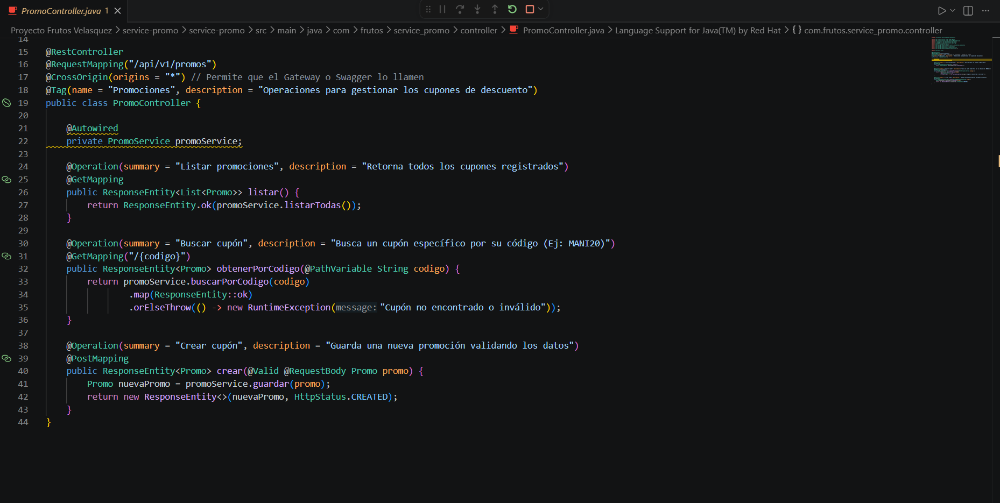 PromoController.java 1
Proyecto Frutos Velasquez > service-promo > service-promo > src > main > java > com > frutos > service_promo > controller > PromoController.java > Language Support for Java(TM) by Red Hat > {} com.frutos.service_promo.controller
14
15 @RestController
16 @RequestMapping("/api/v1/promos")
17 @CrossOrigin(origins = "*") // Permite que el Gateway o Swagger lo llamen
18 @Tag(name = "Promociones", description = "Operaciones para gestionar los cupones de descuento")
19 public class PromoController {
20
21     @Autowired
22     private PromoService promoService;
23
24     @Operation(summary = "Listar promociones", description = "Retorna todos los cupones registrados")
25     @GetMapping
26     public ResponseEntity<List<Promo>> listar() {
27         return ResponseEntity.ok(promoService.listarTodas());
28     }
29
30     @Operation(summary = "Buscar cupón", description = "Busca un cupón específico por su código (Ej: MANI20)")
31     @GetMapping("/{codigo}")
32     public ResponseEntity<Promo> obtenerPorCodigo(@PathVariable String codigo) {
33         return promoService.buscarPorCodigo(codigo)
34                 .map(ResponseEntity::ok)
35                 .orElseThrow(() -> new RuntimeException(message: "Cupón no encontrado o inválido"));
36     }
37
38     @Operation(summary = "Crear cupón", description = "Guarda una nueva promoción validando los datos")
39     @PostMapping
40     public ResponseEntity<Promo> crear(@Valid @RequestBody Promo promo) {
41         Promo nuevaPromo = promoService.guardar(promo);
42         return new ResponseEntity<>(nuevaPromo, HttpStatus.CREATED);
43     }
44 }